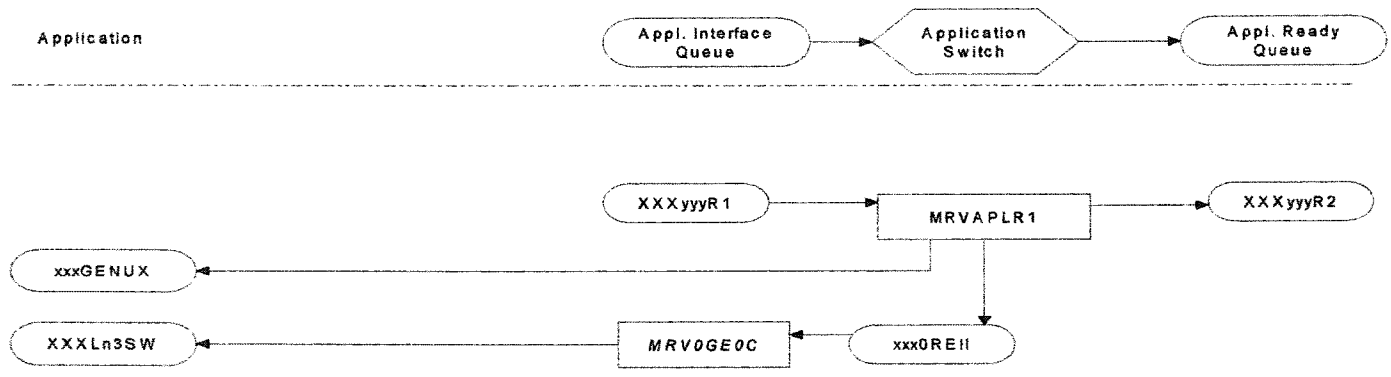 Application
Appl. Interface
Queue
Application
Switch
Appl. Ready
Queue
XXXyyyR1
MRVAPLR1
XXXyyyR2
xxxGENUX
XXXLn3SW
MRV0GE0C
xxx0REII